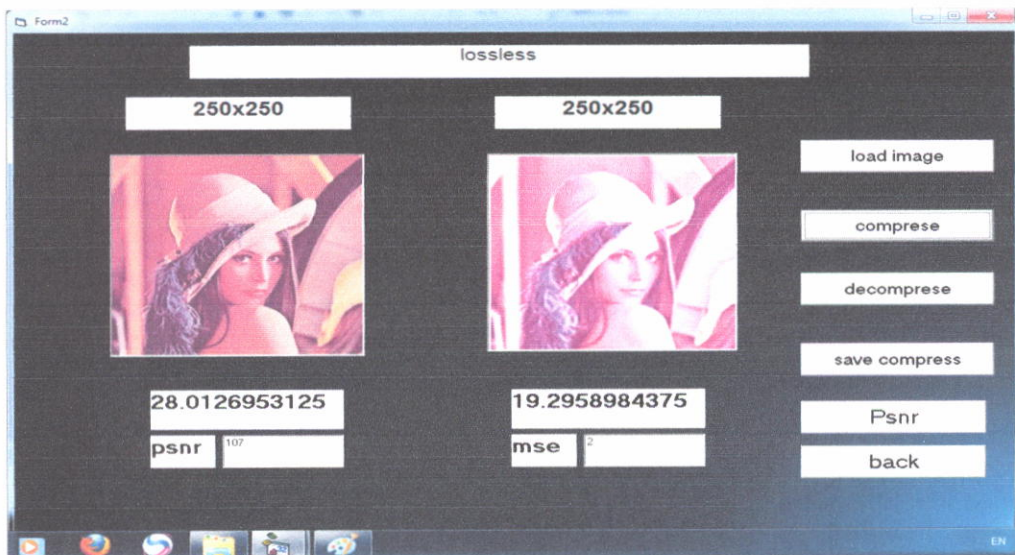 Form2
lossless
250x250
250x250
load image
comprese
decomprese
save compress
28.0126953125
19.2958984375
psnr
107
mse
2
Psnr
back
EN